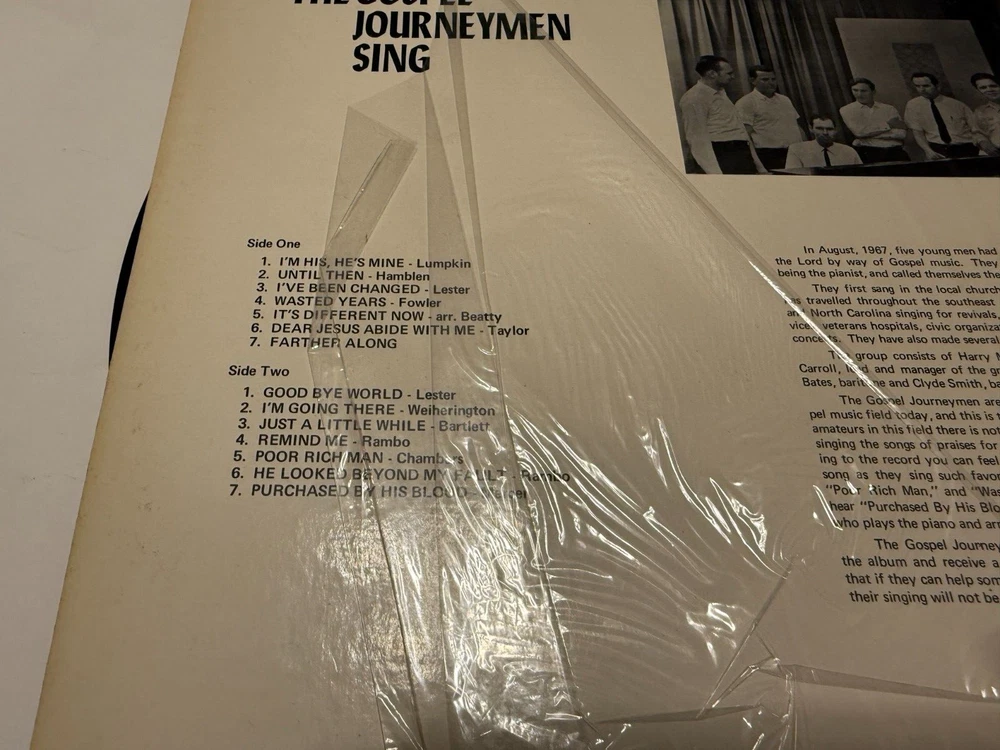 THE GOSPEL
JOURNEYMEN
SING
Side One
1. I'M HIS, HE'S MINE - Lumpkin
2. UNTIL THEN - Hamblen
3. I'VE BEEN CHANGED - Lester
4. WASTED YEARS - Fowler
5. IT'S DIFFERENT NOW - arr. Beatty
6. DEAR JESUS ABIDE WITH ME - Taylor
7. FARTHER ALONG
Side Two
1. GOOD BYE WORLD - Lester
2. I'M GOING THERE - Weiherington
3. JUST A LITTLE WHILE - Bartlett
4. REMIND ME - Rambo
5. POOR RICH MAN - Chambers
6. HE LOOKED BEYOND MY FAULT - Rambo
7. PURCHASED BY HIS BLOOD -
In August, 1967, five young men had
the Lord by way of Gospel music. They
being the pianist, and called themselves the
They first sang in the local church
has travelled throughout the southeast
and North Carolina singing for revivals,
vice, veterans hospitals, civic organiza
concerts. They have also made several
The group consists of Harry
Carroll, lead and manager of the gr
Bates, baritone and Clyde Smith, ba
The Gospel Journeymen are
pel music field today, and this is
amateurs in this field there is not
singing the songs of praises for
ing to the record you can feel
song as they sing such favor
"Poor Rich Man," and "Was
hear "Purchased By His Blo
who plays the piano and arr
The Gospel Journey
the album and receive a
that if they can help som
their singing will not be